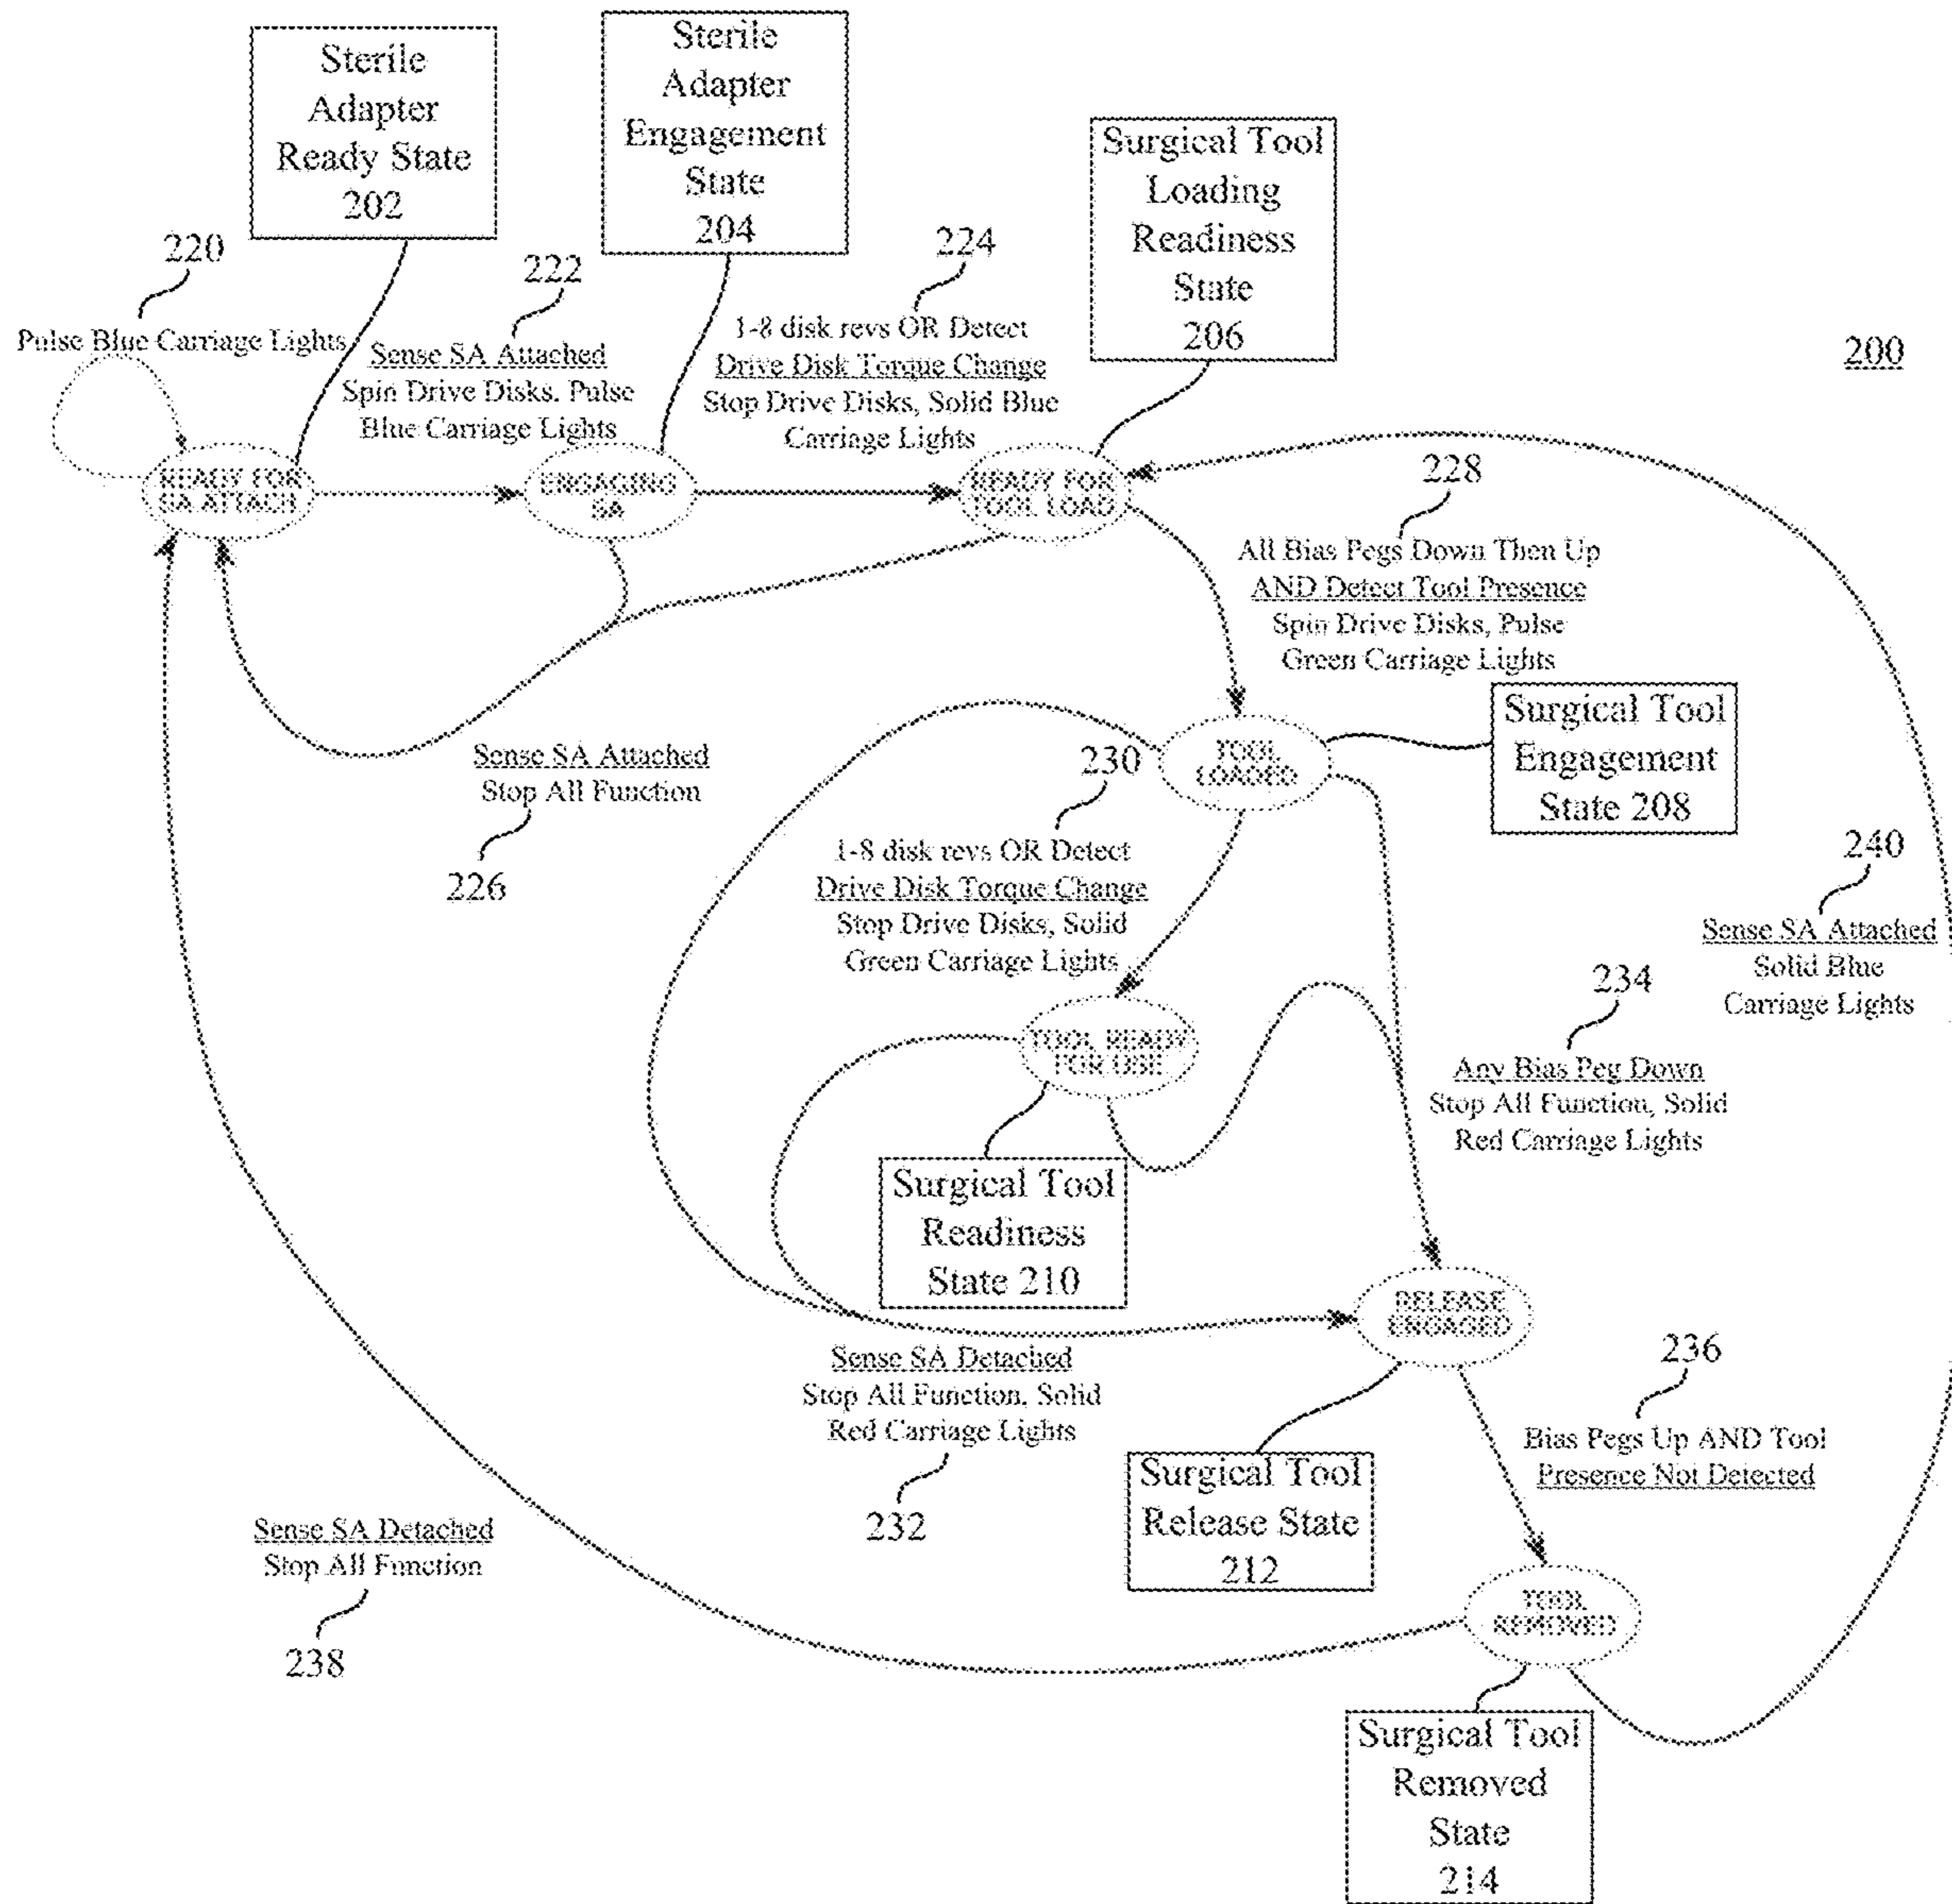 Sterile
Adapter
Ready State
202
Sterile
Adapter
Engagement
State
204
Surgical Tool
Loading
Readiness
State
206
200
220
Pulse Blue Carriage Lights
222
Sense SA Attached
Spin Drive Disks. Pulse
Blue Carriage Lights
224
1-8 disk revs OR Detect
Drive Disk Torque Change
Stop Drive Disks, Solid Blue
Carriage Lights
READY FOR
SA ATTACH
ENGAGING
SA
READY FOR
TOOL LOAD
228
All Bias Pegs Down Then Up
AND Detect Tool Presence
Spin Drive Disks, Pulse
Green Carriage Lights
Sense SA Attached
Stop All Function
226
TOOL
LOADED
Surgical Tool
Engagement
State 208
230
1-8 disk revs OR Detect
Drive Disk Torque Change
Stop Drive Disks, Solid
Green Carriage Lights
240
Sense SA Attached
Solid Blue
Carriage Lights
TOOL READY
FOR USE
234
Any Bias Peg Down
Stop All Function, Solid
Red Carriage Lights
Surgical Tool
Readiness
State 210
RELEASE
ENGAGED
Sense SA Detached
Stop All Function, Solid
Red Carriage Lights
232
236
Bias Pegs Up AND Tool
Presence Not Detected
Surgical Tool
Release State
212
Sense SA Detached
Stop All Function
238
TOOL
REMOVED
Surgical Tool
Removed
State
214